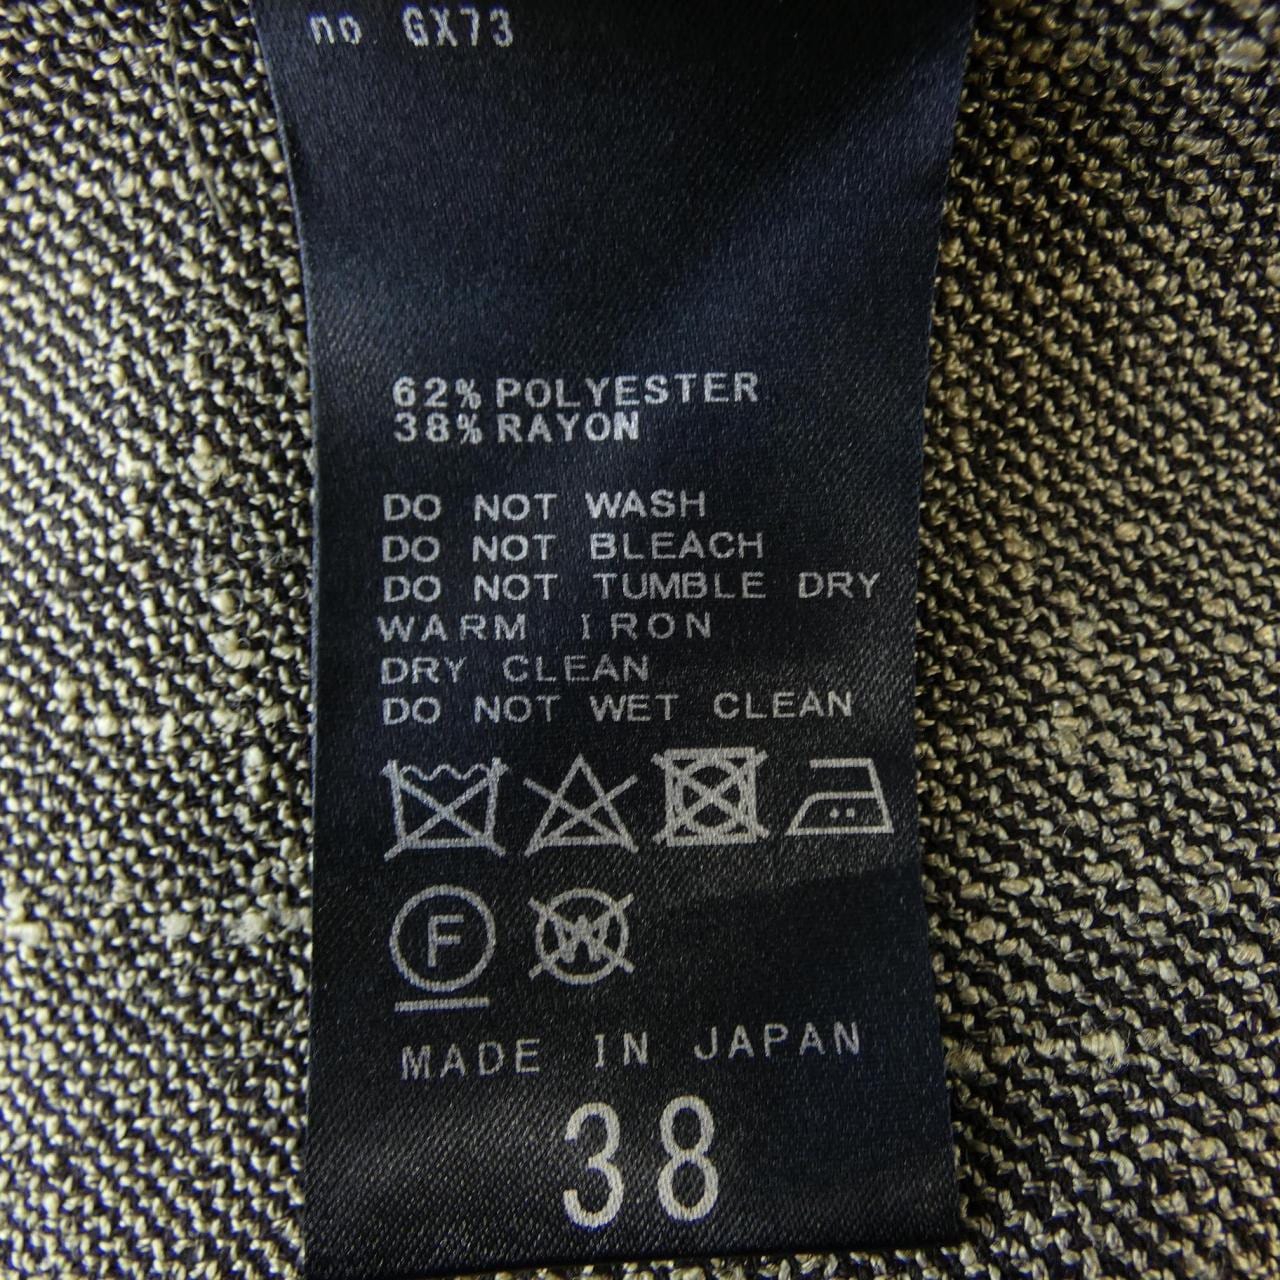 no GX73
62% POLYESTER
38% RAYON
DO NOT WASH
DO NOT BLEACH
DO NOT TUMBLE DRY
WARM IRON
DRY CLEAN
DO NOT WET CLEAN
F W
MADE IN JAPAN
38